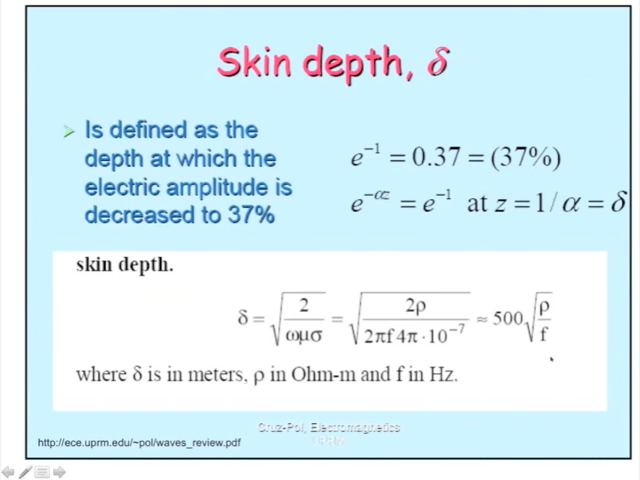 Skin depth, δ
Is defined as the
depth at which the
electric amplitude is
decreased to 37%
e⁻¹ = 0.37 = (37%)
e^{-αz} = e⁻¹ at z = 1/α = δ
skin depth.
δ = √(2/ωμσ) = √(2ρ/2πf4π·10⁻⁷) ≈ 500√(ρ/f)
where δ is in meters, ρ in Ohm-m and f in Hz.
Cruz-Pol, Electromagnetics
http://ece.uprm.edu/~pol/waves_review.pdf